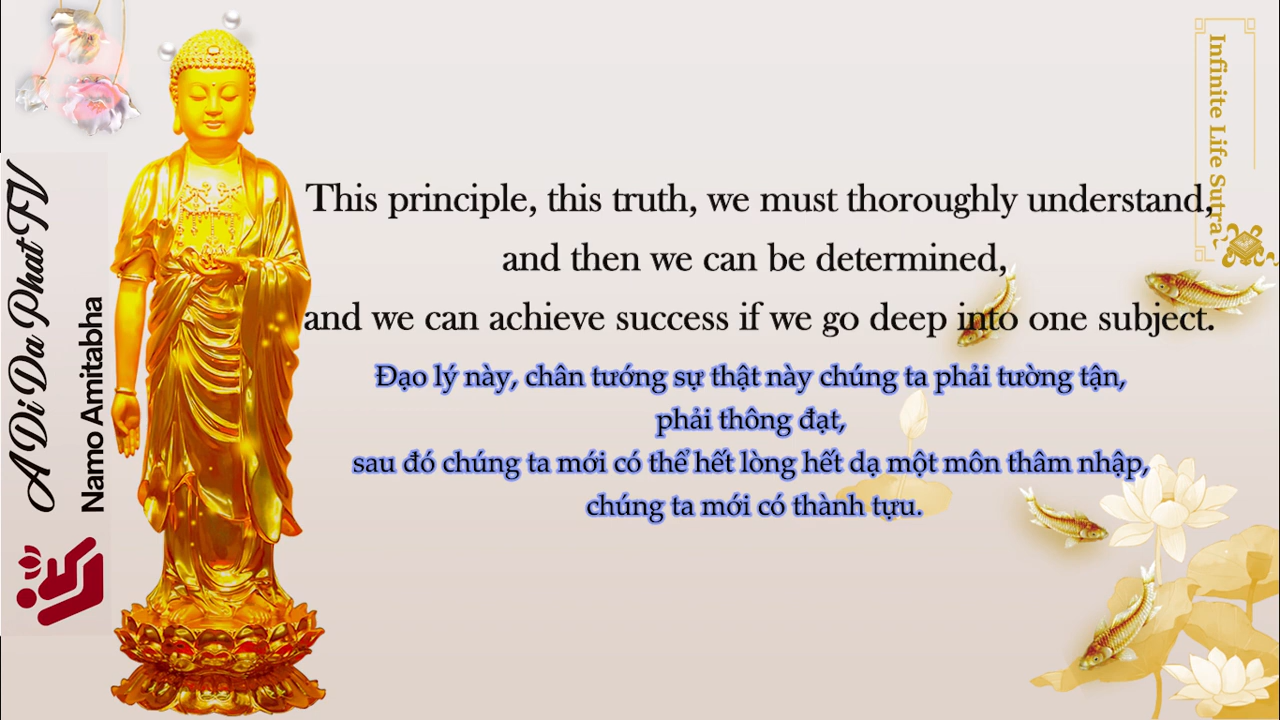 A Di Da Phat TV
Namo Amitabha
Infinite Life Sutra
This principle, this truth, we must thoroughly understand,
and then we can be determined,
and we can achieve success if we go deep into one subject.
Đạo lý này, chân tướng sự thật này chúng ta phải tường tận,
phải thông đạt,
sau đó chúng ta mới có thể hết lòng hết dạ một môn thâm nhập,
chúng ta mới có thành tựu.